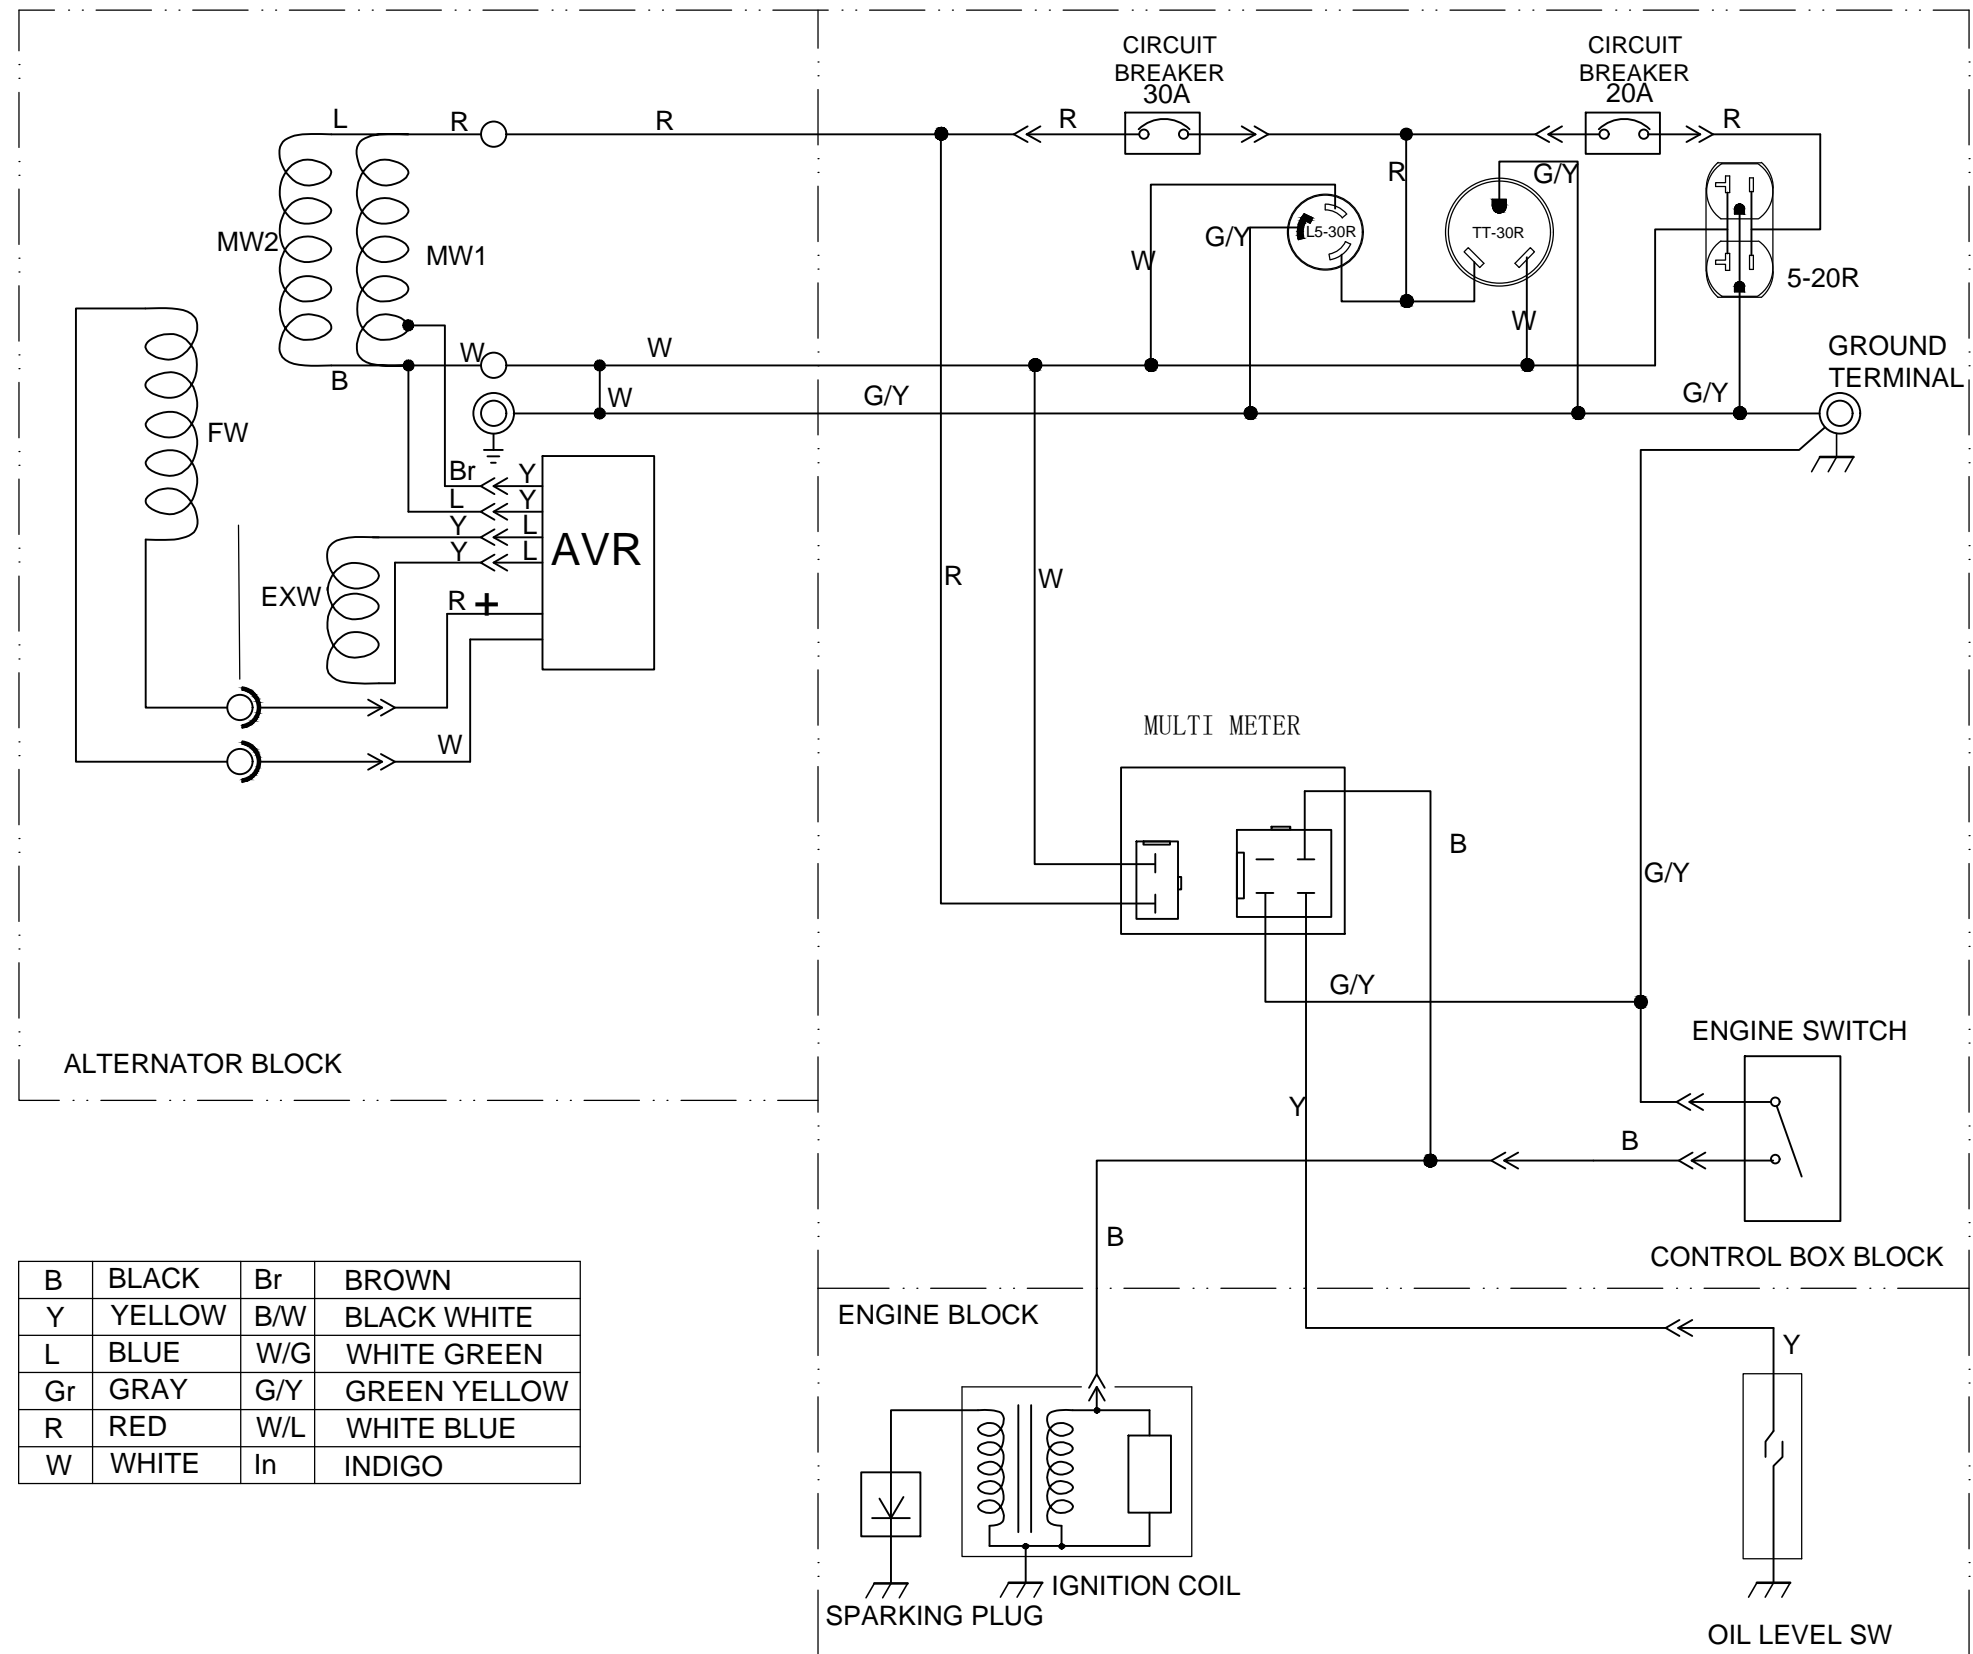 CIRCUIT
BREAKER
30A
CIRCUIT
BREAKER
20A
L
R
R
R
R
MW2
MW1
R
G/Y
G/Y
W
L5-30R
TT-30R
W
5-20R
W
W
B
W
G/Y
G/Y
GROUND
TERMINAL
FW
Br
Y
L
Y
Y
L
Y
L
AVR
EXW
R
+
W
R
W
MULTI METER
B
G/Y
G/Y
ENGINE SWITCH
ALTERNATOR BLOCK
Y
B
B
CONTROL BOX BLOCK
ENGINE BLOCK
Y
B BLACK Br BROWN
Y YELLOW B/W BLACK WHITE
L BLUE W/G WHITE GREEN
Gr GRAY G/Y GREEN YELLOW
R RED W/L WHITE BLUE
W WHITE In INDIGO
IGNITION COIL
SPARKING PLUG
OIL LEVEL SW